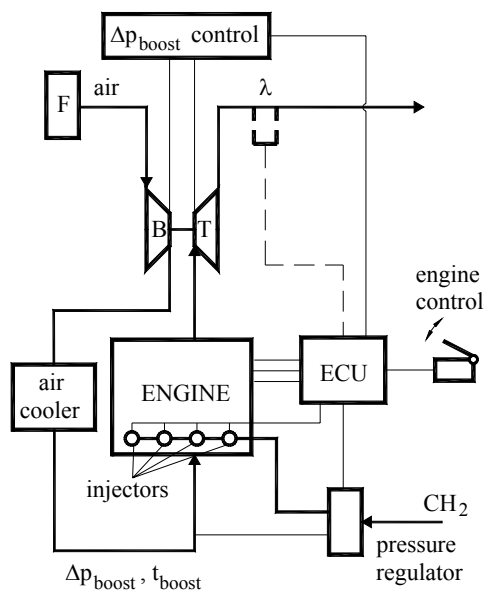 Δp_boost control
F
air
λ
B
T
engine
control
air
cooler
ENGINE
ECU
injectors
CH₂
pressure
regulator
Δp_boost , t_boost